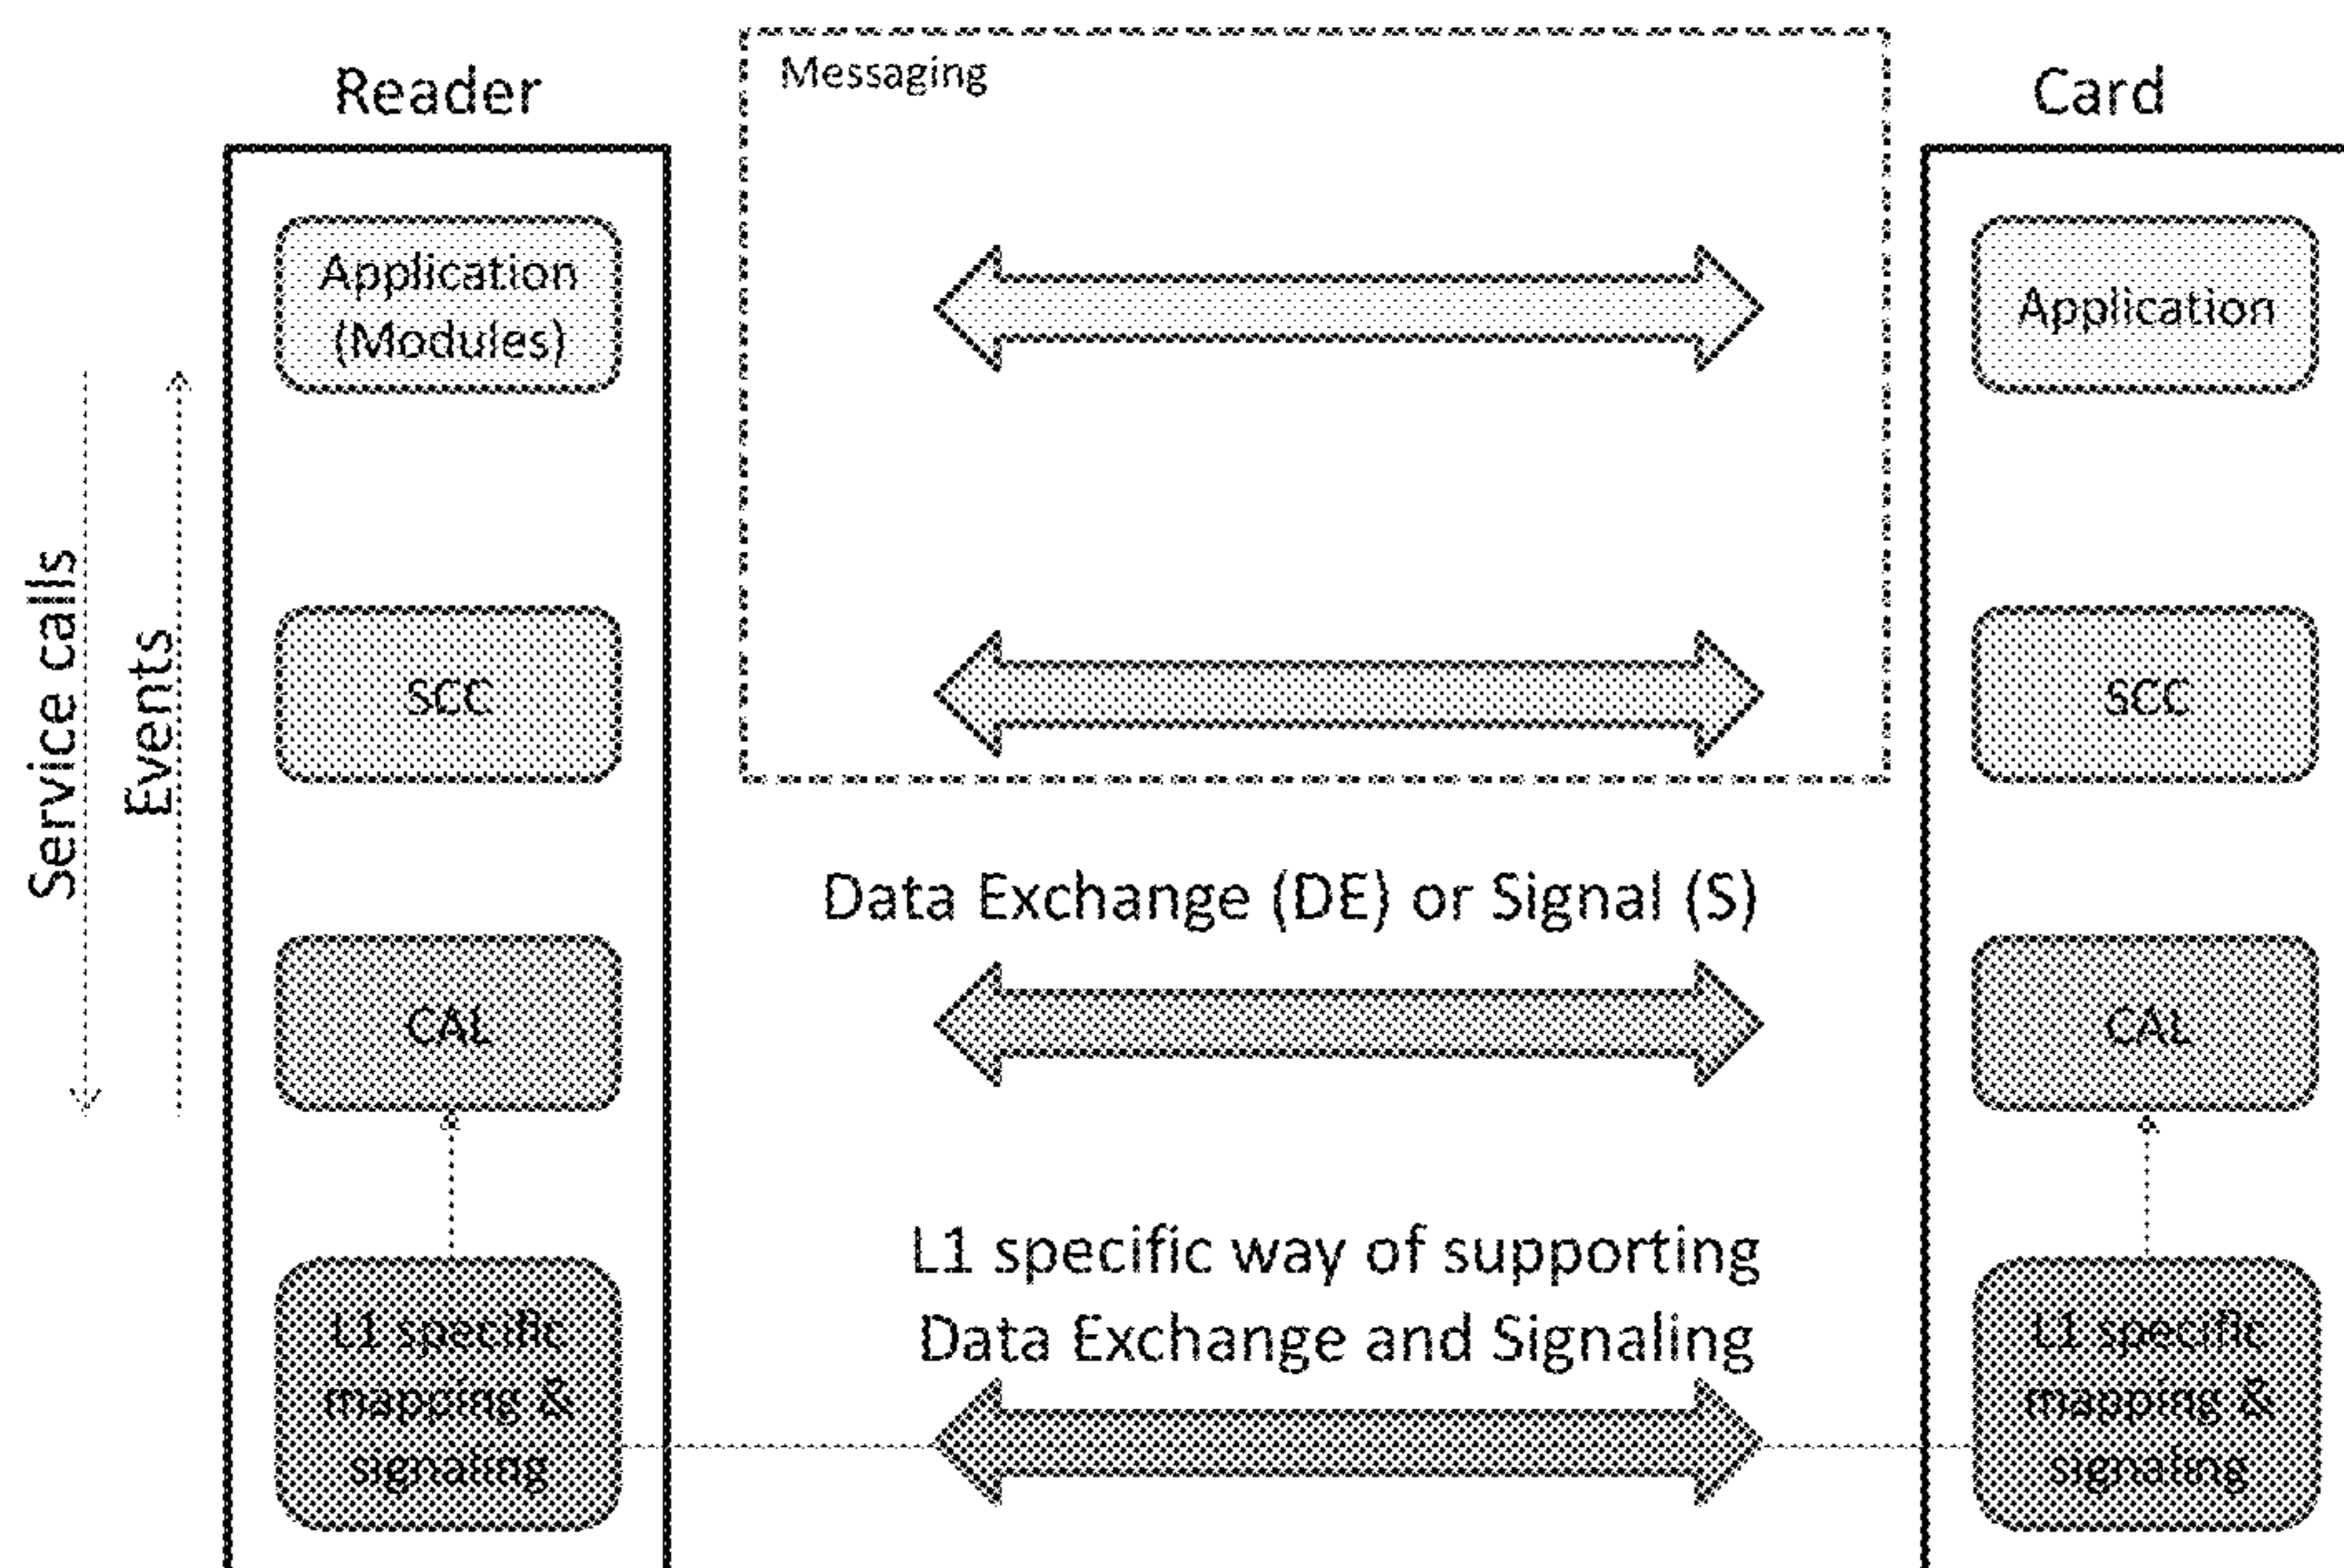 Messaging
Reader
Card
Application
(Modules)
Application
Service calls
Events
SCC
SCC
Data Exchange (DE) or Signal (S)
CAL
CAL
L1 specific way of supporting
Data Exchange and Signaling
L1 specific
mapping &
signaling
L1 specific
mapping &
signaling